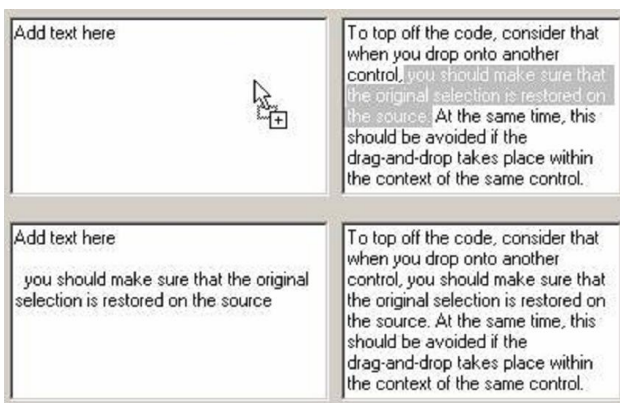 Add text here
To top off the code, consider that
when you drop onto another
control, you should make sure that
the original selection is restored on
the source. At the same time, this
should be avoided if the
drag-and-drop takes place within
the context of the same control.
Add text here
you should make sure that the original
selection is restored on the source
To top off the code, consider that
when you drop onto another
control, you should make sure that
the original selection is restored on
the source. At the same time, this
should be avoided if the
drag-and-drop takes place within
the context of the same control.